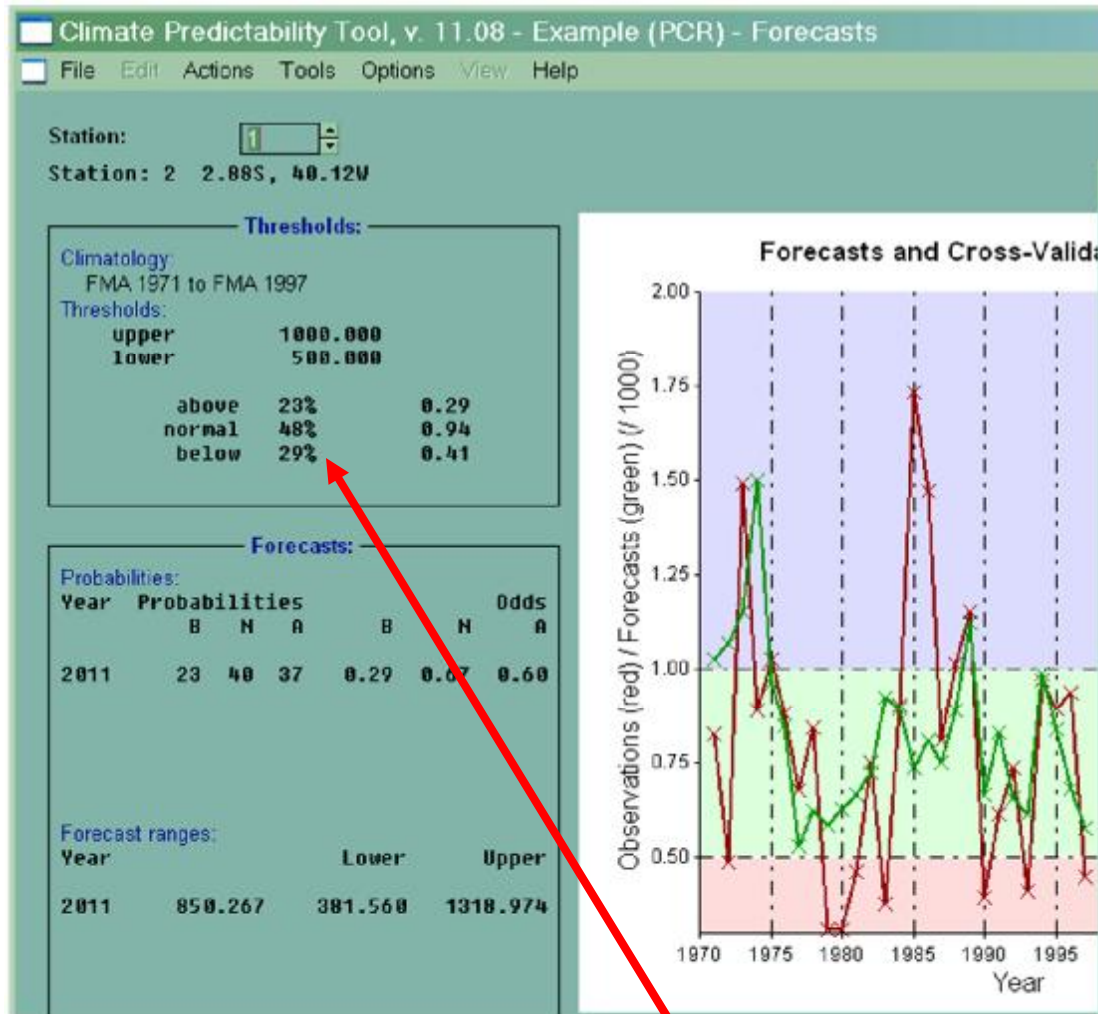 Climate Predictability Tool, v. 11.08 - Example (PCR) - Forecasts
File Edit Actions Tools Options View Help
Station: 1
Station: 2 2.88S, 40.12W
Thresholds:
Climatology:
FMA 1971 to FMA 1997
Thresholds:
upper 1000.000
lower 500.000
above 23% 0.29
normal 48% 0.94
below 29% 0.41
Forecasts:
Probabilities:
Year Probabilities Odds
B N A B N A
2011 23 40 37 0.29 0.67 0.60
Forecast ranges:
Year Lower Upper
2011 850.267 381.560 1318.974
Forecasts and Cross-Valida
Observations (red) / Forecasts (green) (/ 1000)
2.00
1.75
1.50
1.25
1.00
0.75
0.50
1970 1975 1980 1985 1990 1995
Year